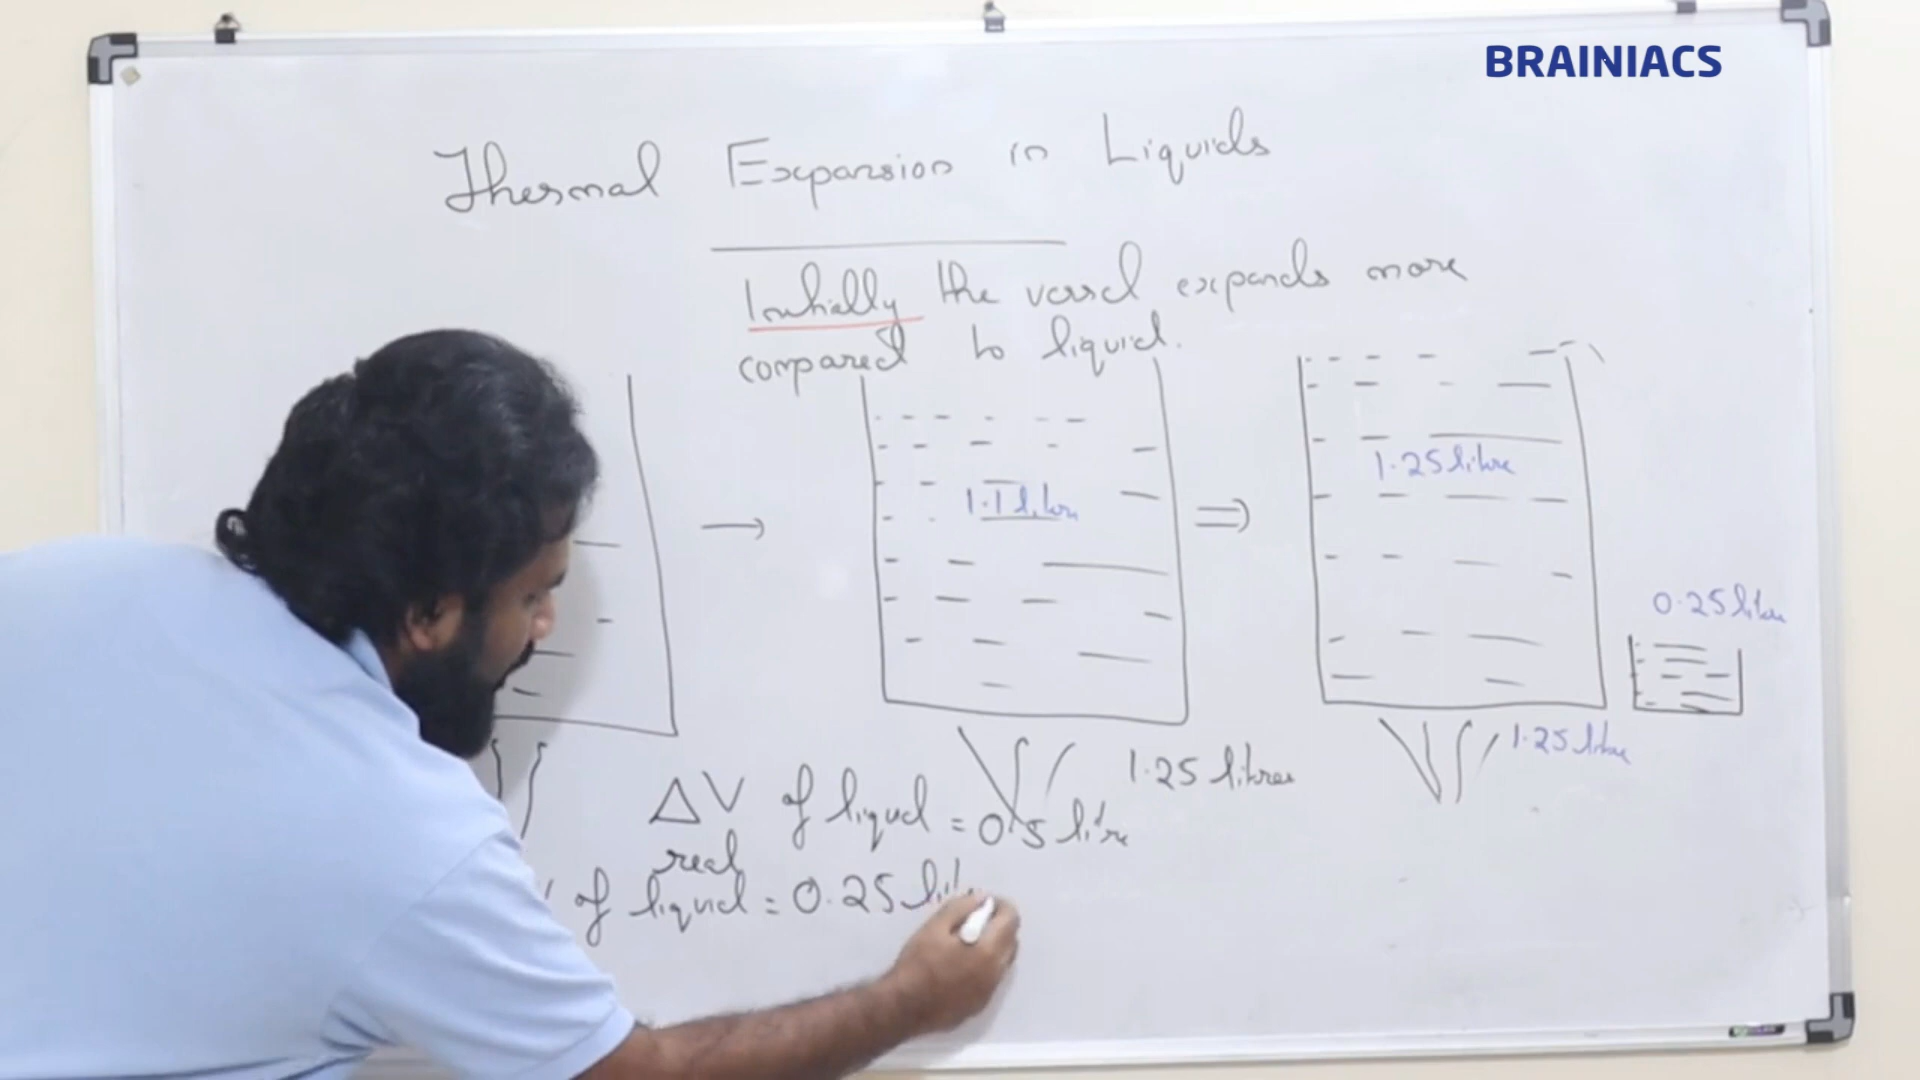 BRAINIACS
Thermal Expansion in Liquids
Initially the vessel expands more
compared to liquid.
1.1 litre
1.25 litre
0.25 litre
1.25 litres
1.25 litre
ΔV of liquid = 0.5 litre
real
of liquid = 0.25